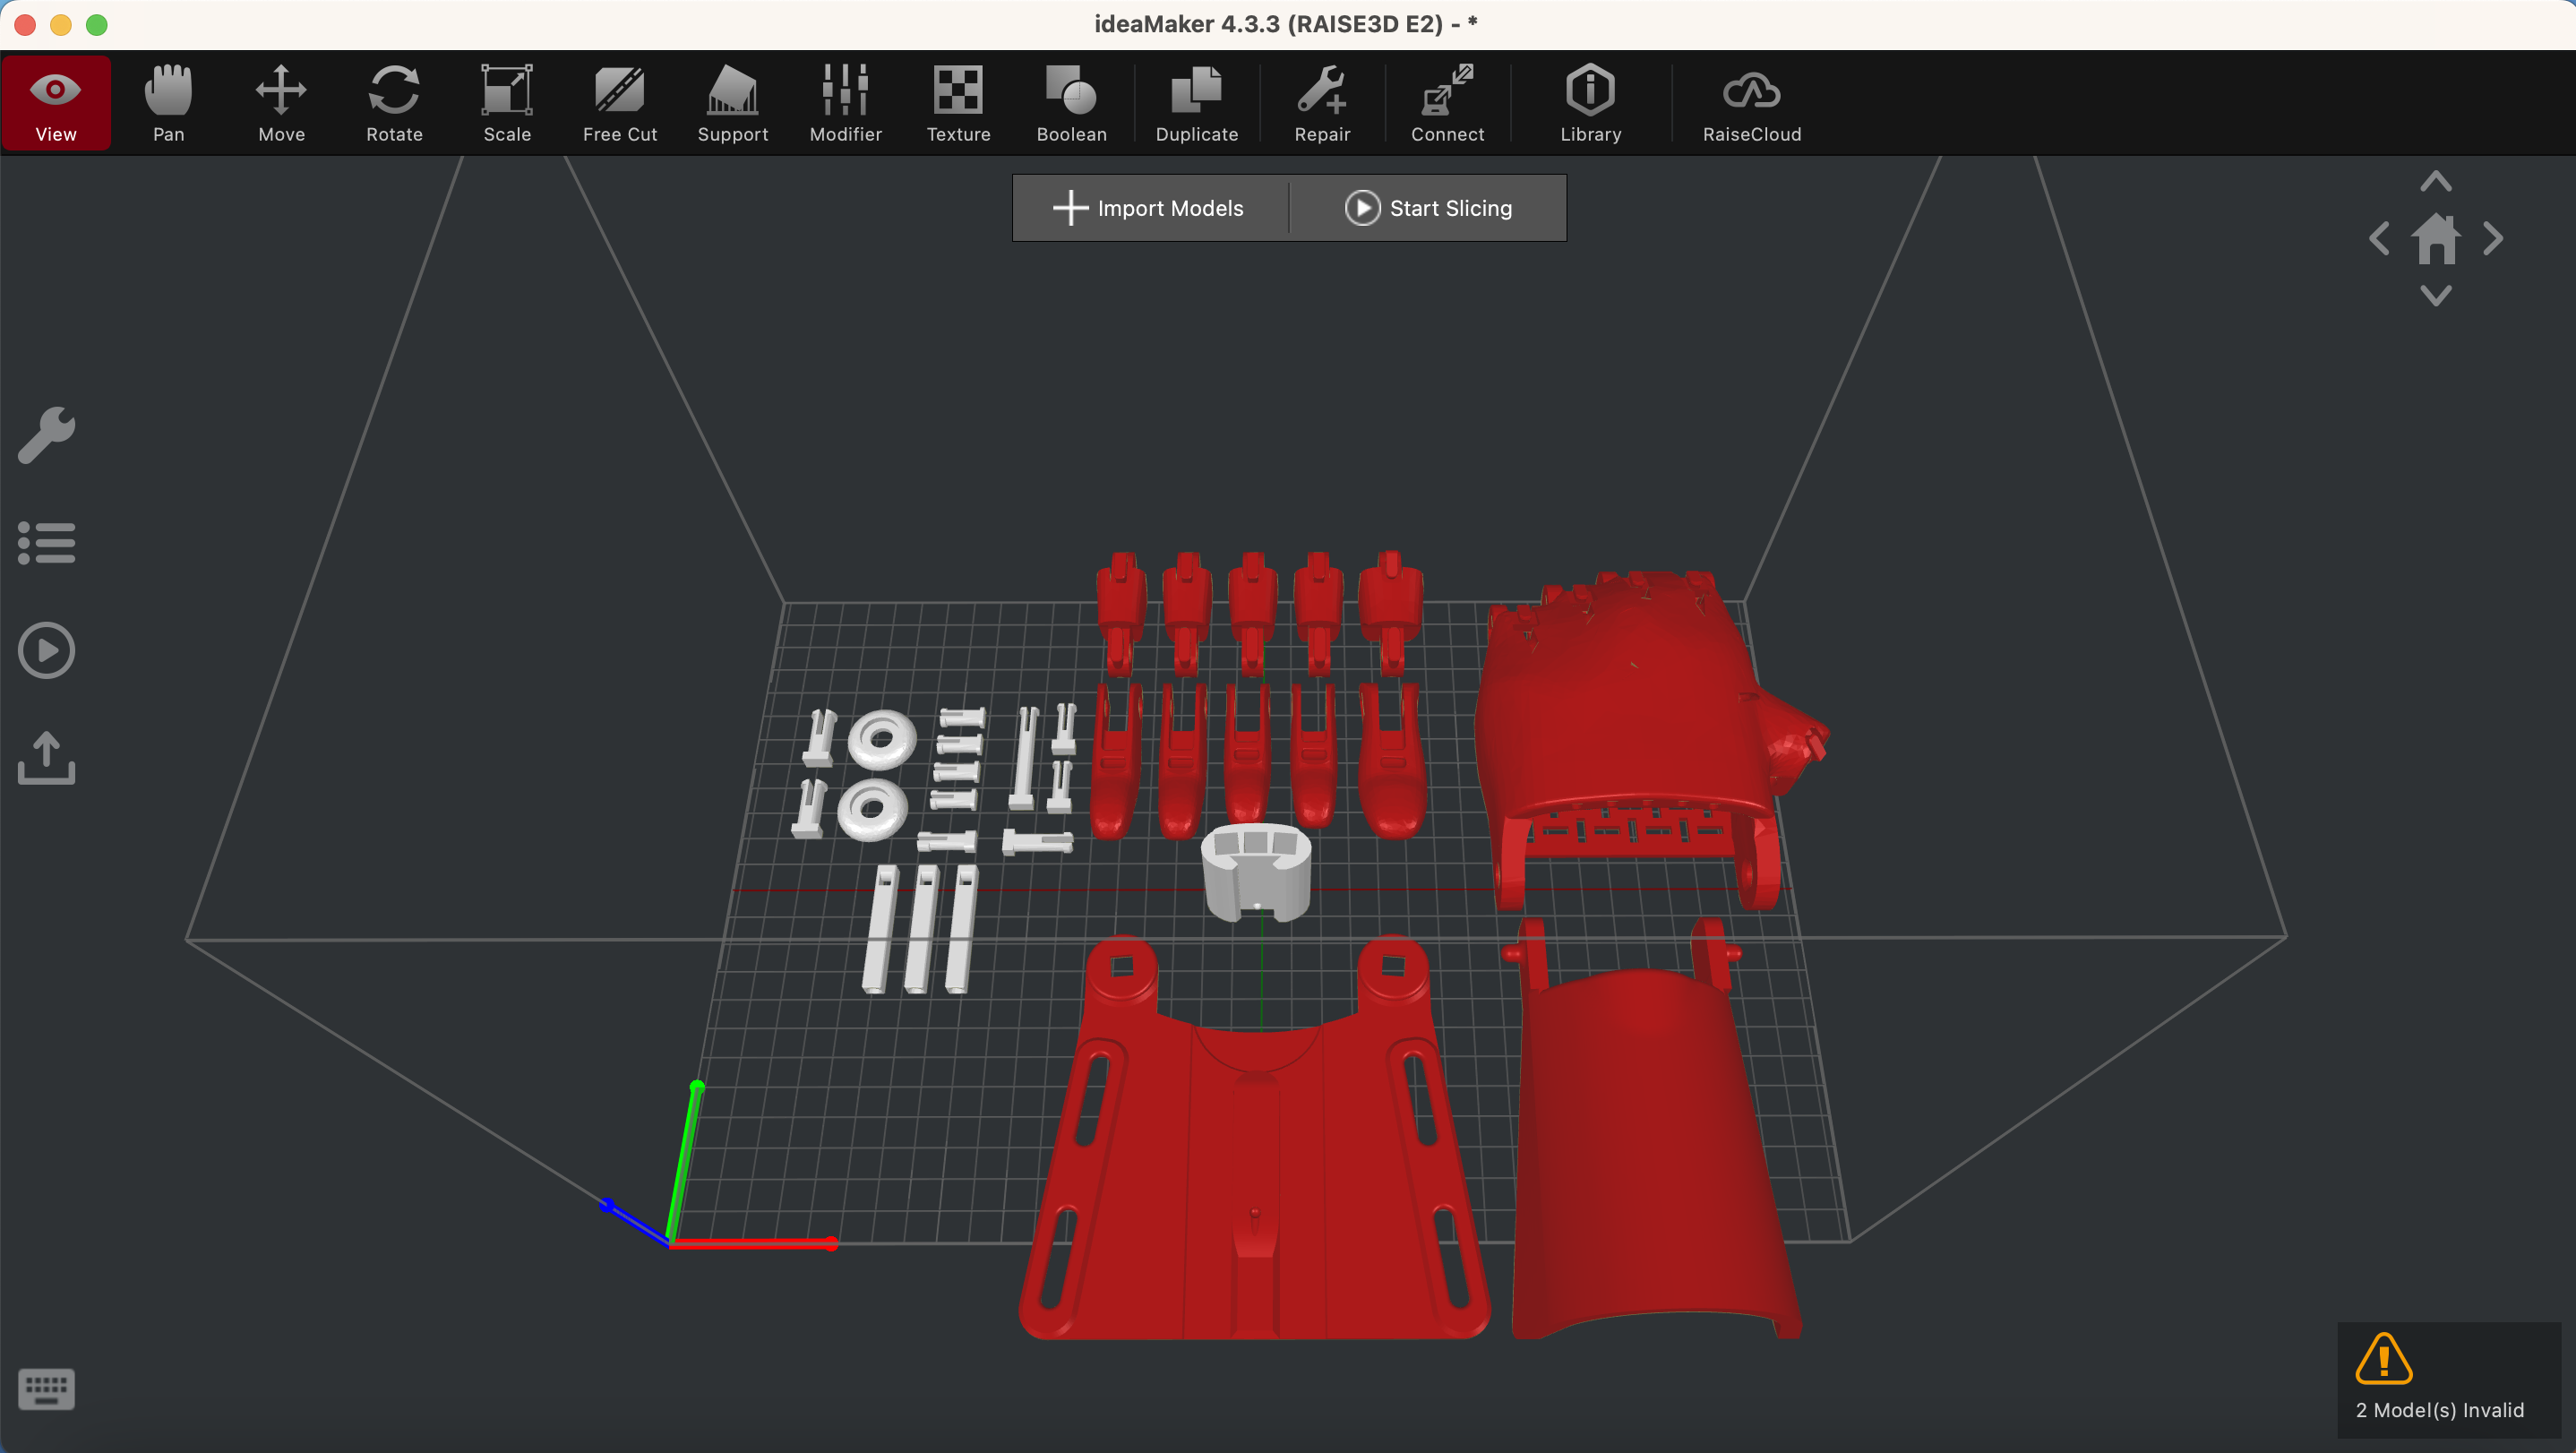 ideaMaker 4.3.3 (RAISE3D E2) - *
View Pan Move Rotate Scale Free Cut Support Modifier Texture Boolean Duplicate Repair Connect Library RaiseCloud
Import Models Start Slicing
2 Model(s) Invalid